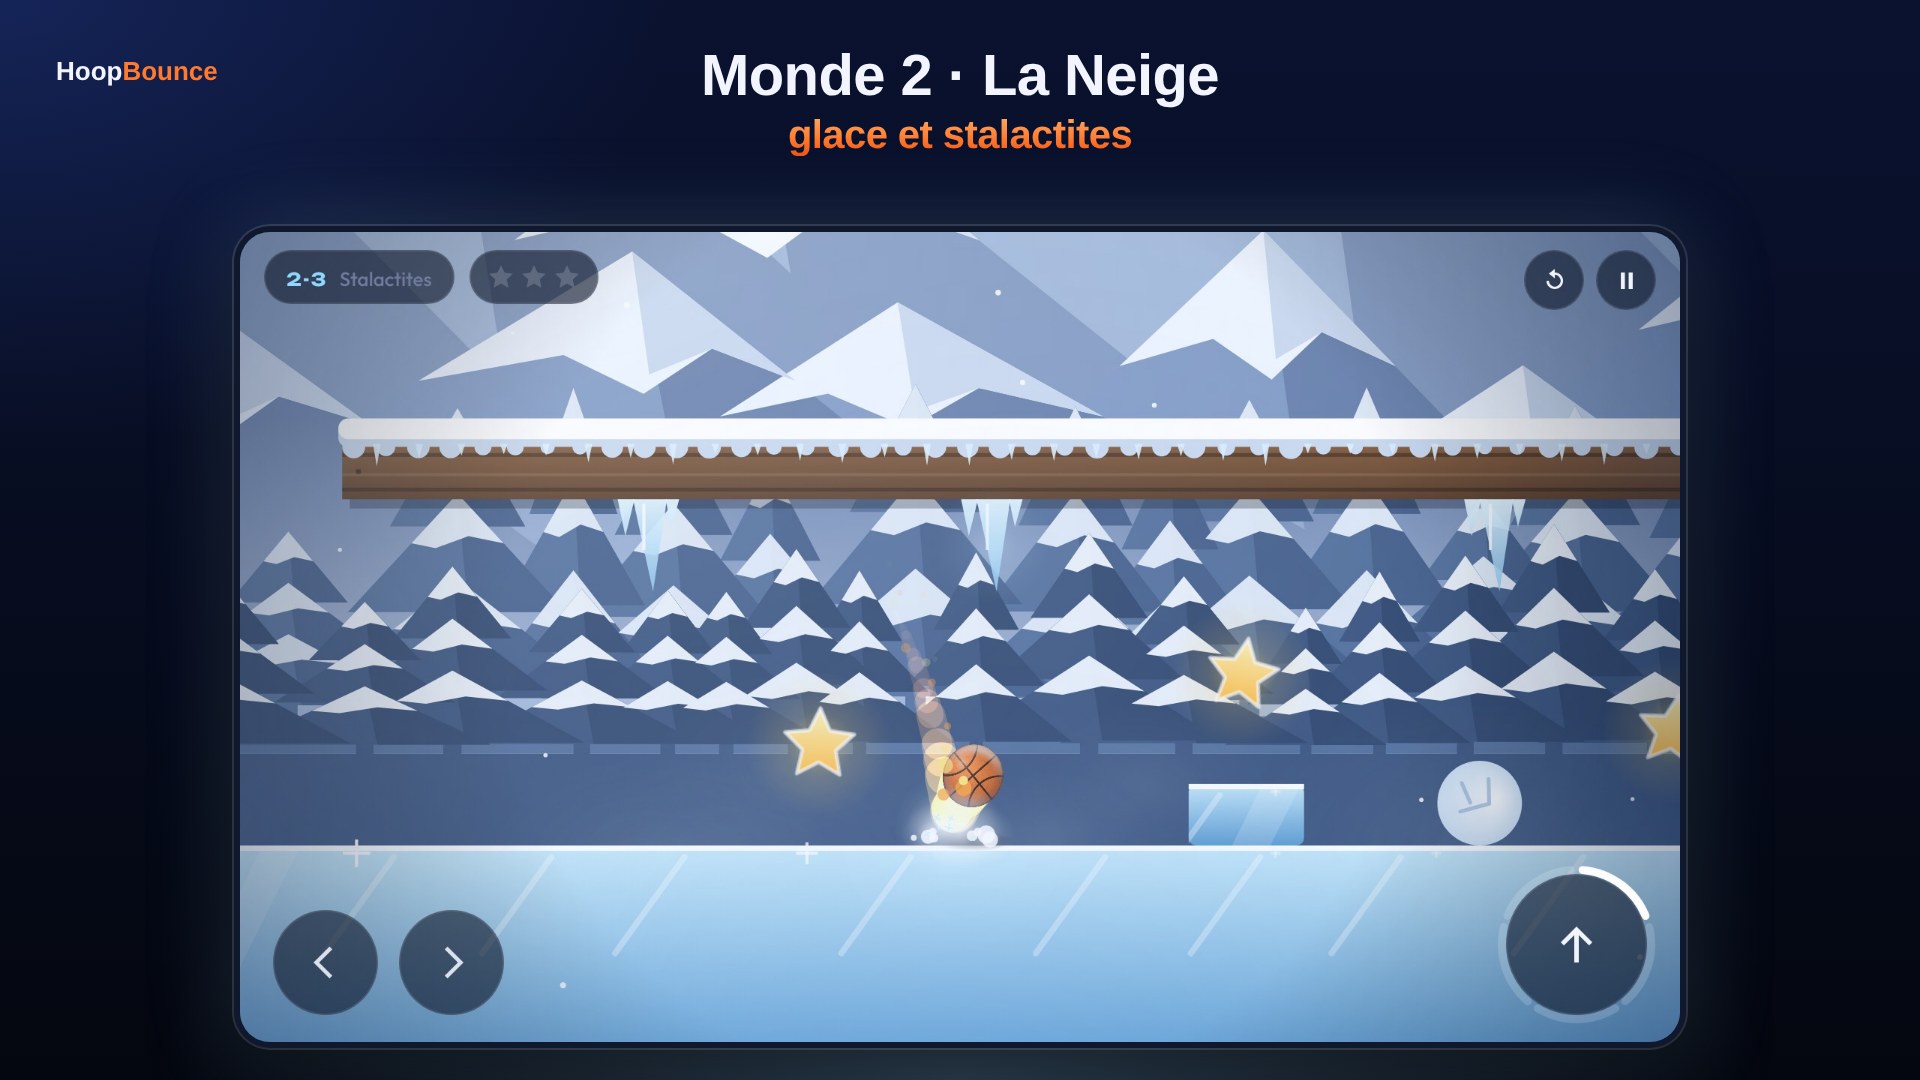 HoopBounce
Monde 2 · La Neige
glace et stalactites
2-3 Stalactites